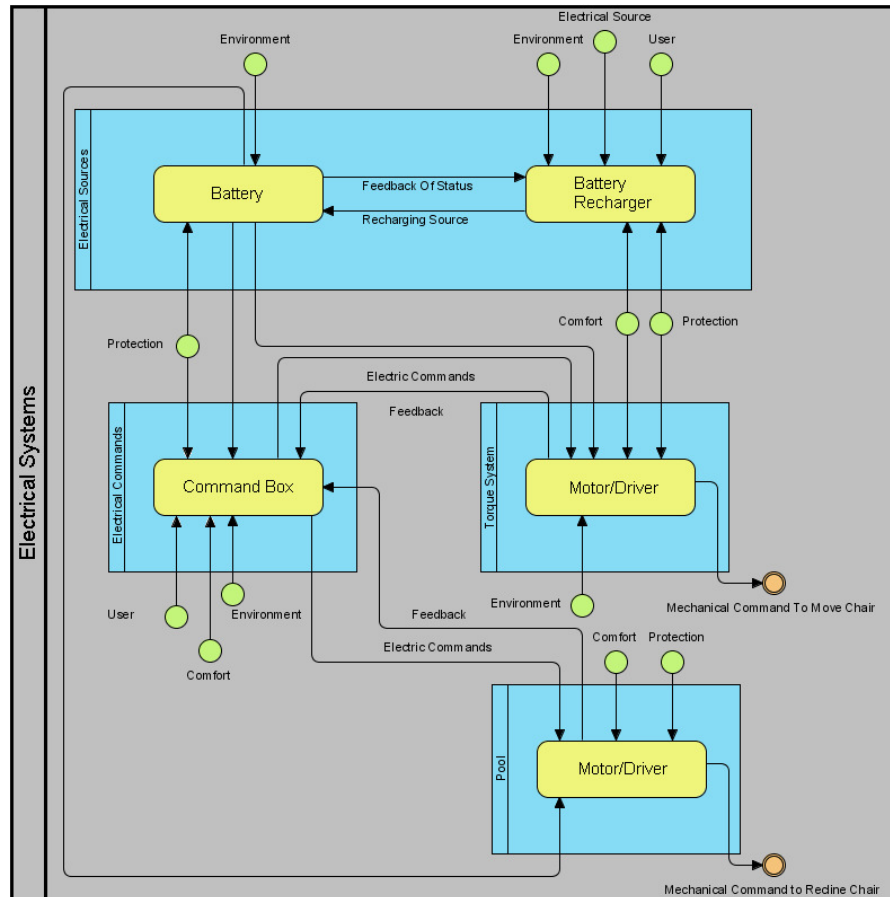 Electrical Source
Environment
Environment
User
Electrical Systems
Electrical Sources
Battery
Feedback Of Status
Recharging Source
Battery
Recharger
Protection
Comfort
Protection
Electric Commands
Feedback
Electrical Commands
Command Box
Torque System
Motor/Driver
User
Comfort
Environment
Environment
Mechanical Command To Move Chair
Feedback
Electric Commands
Comfort
Protection
Pool
Motor/Driver
Mechanical Command to Redine Chair